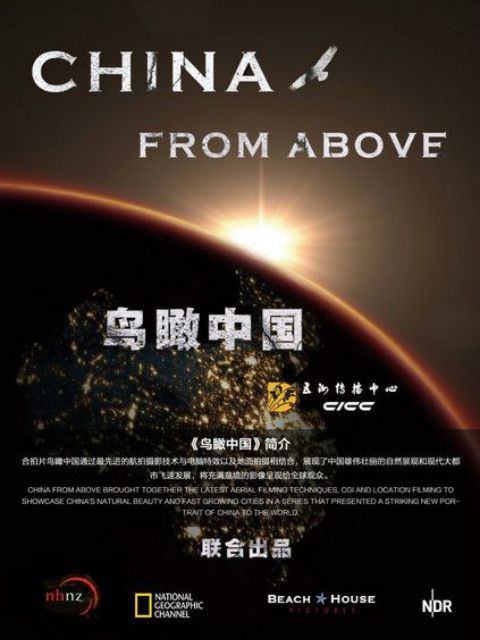 CHINA
FROM ABOVE
鸟瞰中国
五洲传播中心
CICC
《鸟瞰中国》简介
合拍片鸟瞰中国通过最先进的航拍摄影技术与电脑特效以及地面拍摄相结合，展现了中国雄伟壮丽的自然景观和现代大都
市飞速发展，将充满意境的影像呈现给全球观众。
CHINA FROM ABOVE BROUGHT TOGETHER THE LATEST AERIAL FILMING TECHNIQUES, CGI AND LOCATION FILMING TO
SHOWCASE CHINA'S NATURAL BEAUTY AND FAST GROWING CITIES IN A SERIES THAT PRESENTED A STRIKING NEW POR-
TRAIT OF CHINA TO THE WORLD.
联合出品
nhnz
NATIONAL
GEOGRAPHIC
CHANNEL
BEACH HOUSE
PICTURES
NDR